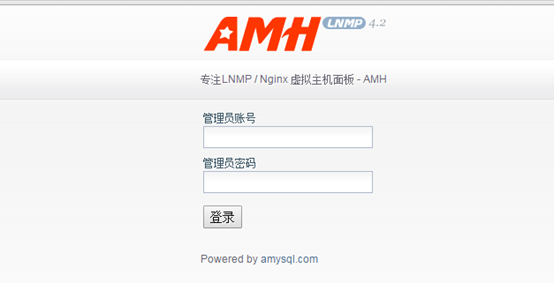 AMH LNMP 4.2
专注LNMP / Nginx 虚拟主机面板 - AMH
管理员账号
管理员密码
登录
Powered by amysql.com